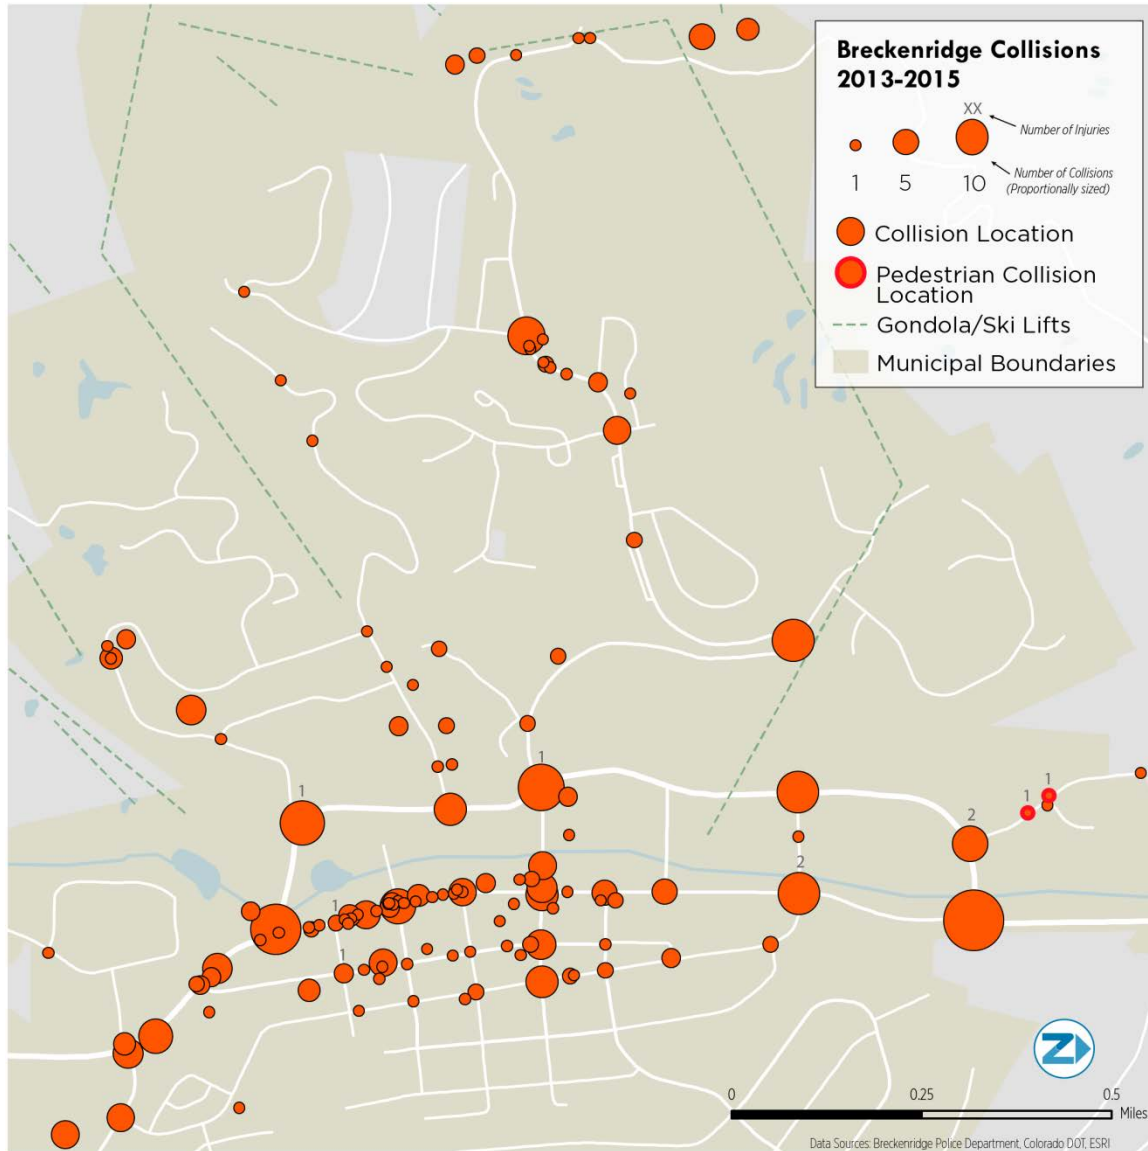 Breckenridge Collisions
2013-2015
XX
Number of Injuries
Number of Collisions
(Proportionally sized)
1 5 10
Collision Location
Pedestrian Collision
Location
Gondola/Ski Lifts
Municipal Boundaries
1
1
1
1
2
2
1
1
Z
0 0.25 0.5
Miles
Data Sources: Breckenridge Police Department, Colorado DOT, ESRI